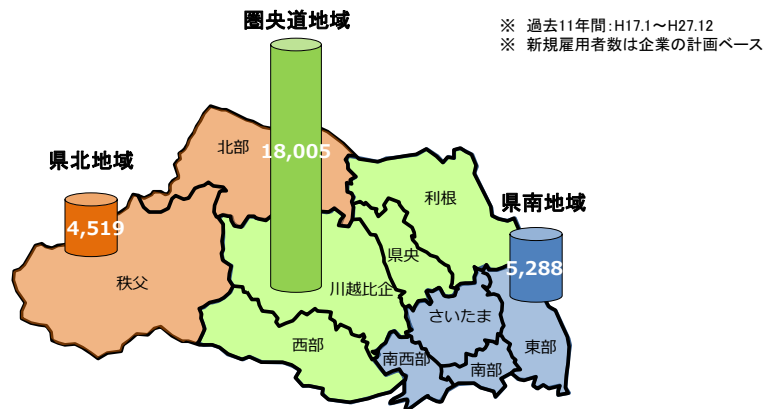 圏央道地域
※ 過去11年間:H17.1～H27.12
※ 新規雇用者数は企業の計画ベース
北部
18,005
県北地域
利根
県南地域
4,519
県央
5,288
秩父
川越比企
さいたま
西部
南西部
南部
東部